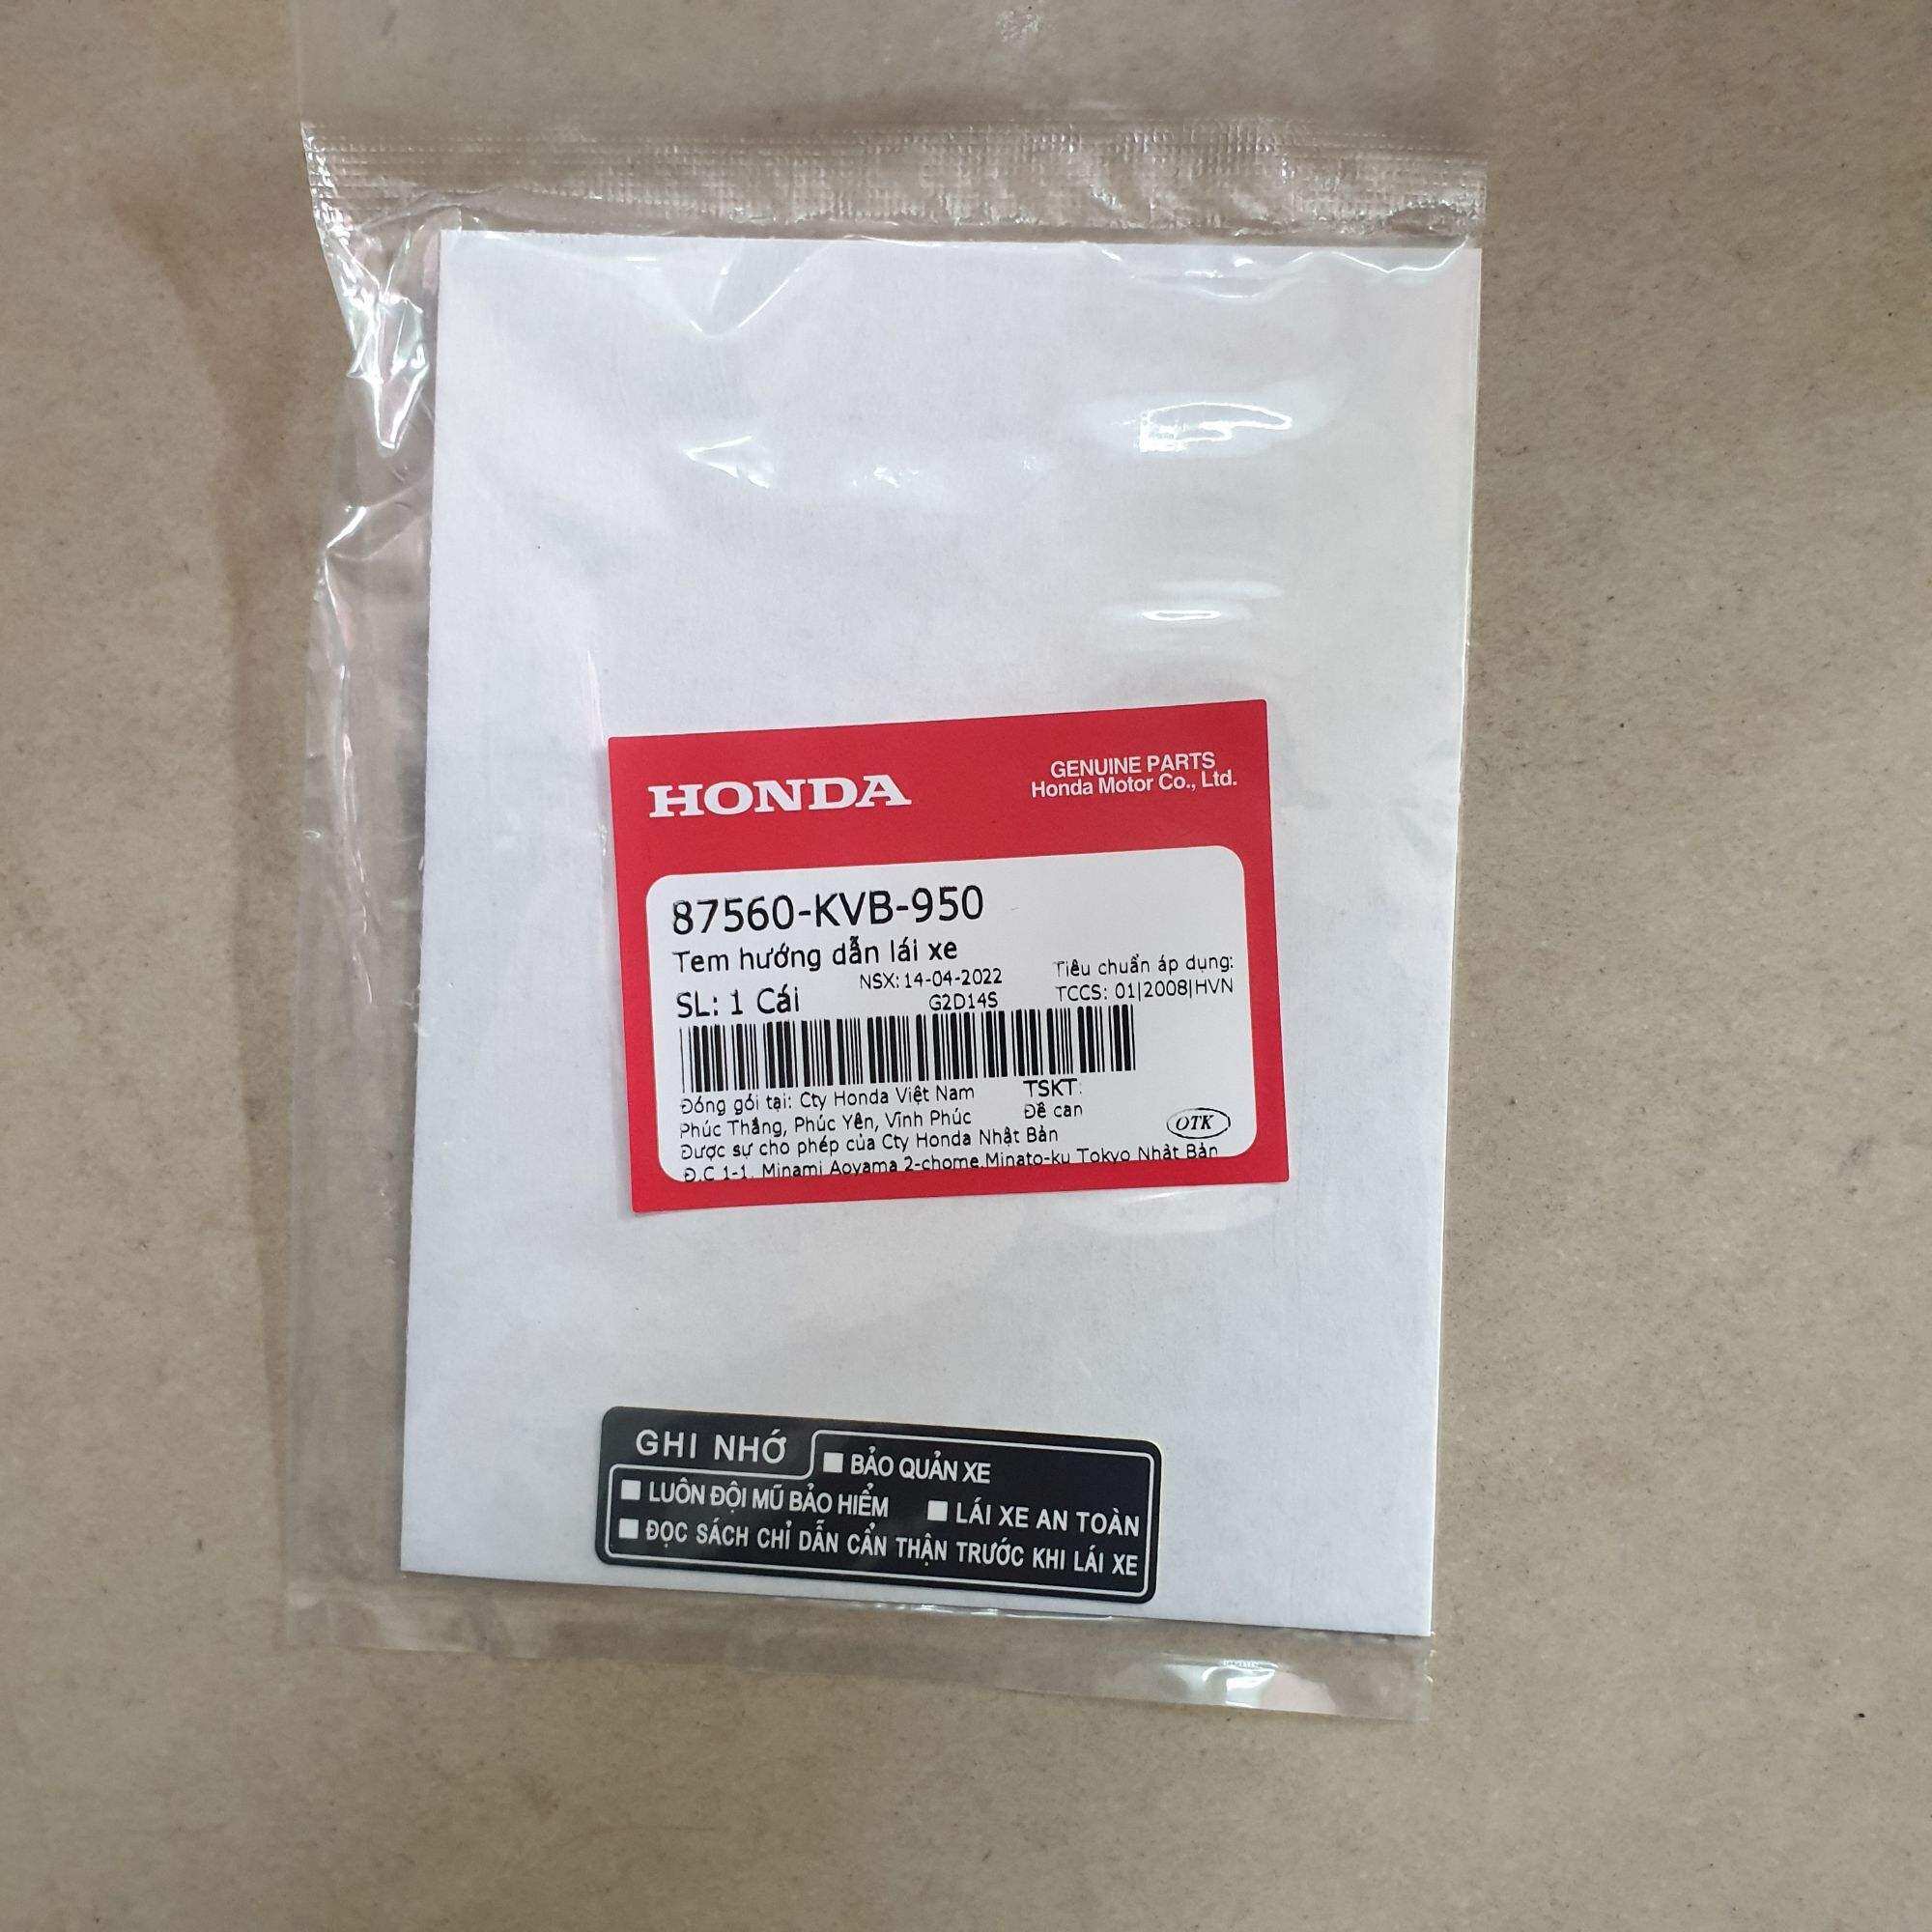 HONDA
GENUINE PARTS
Honda Motor Co., Ltd.
87560-KVB-950
Tem hướng dẫn lái xe
NSX: 14-04-2022
Tiêu chuẩn áp dụng:
SL: 1 Cái
G2D14S
TCCS: 01|2008|HVN
Đóng gói tại: Cty Honda Việt Nam
TSKT:
Phúc Thắng, Phúc Yên, Vĩnh Phúc
Đề can
Được sự cho phép của Cty Honda Nhật Bản
OTK
Đ.C 1-1, Minami Aoyama 2-chome,Minato-ku Tokyo Nhật Bản
GHI NHỚ
BẢO QUẢN XE
LUÔN ĐỘI MŨ BẢO HIỂM
LÁI XE AN TOÀN
ĐỌC SÁCH CHỈ DẪN CẨN THẬN TRƯỚC KHI LÁI XE